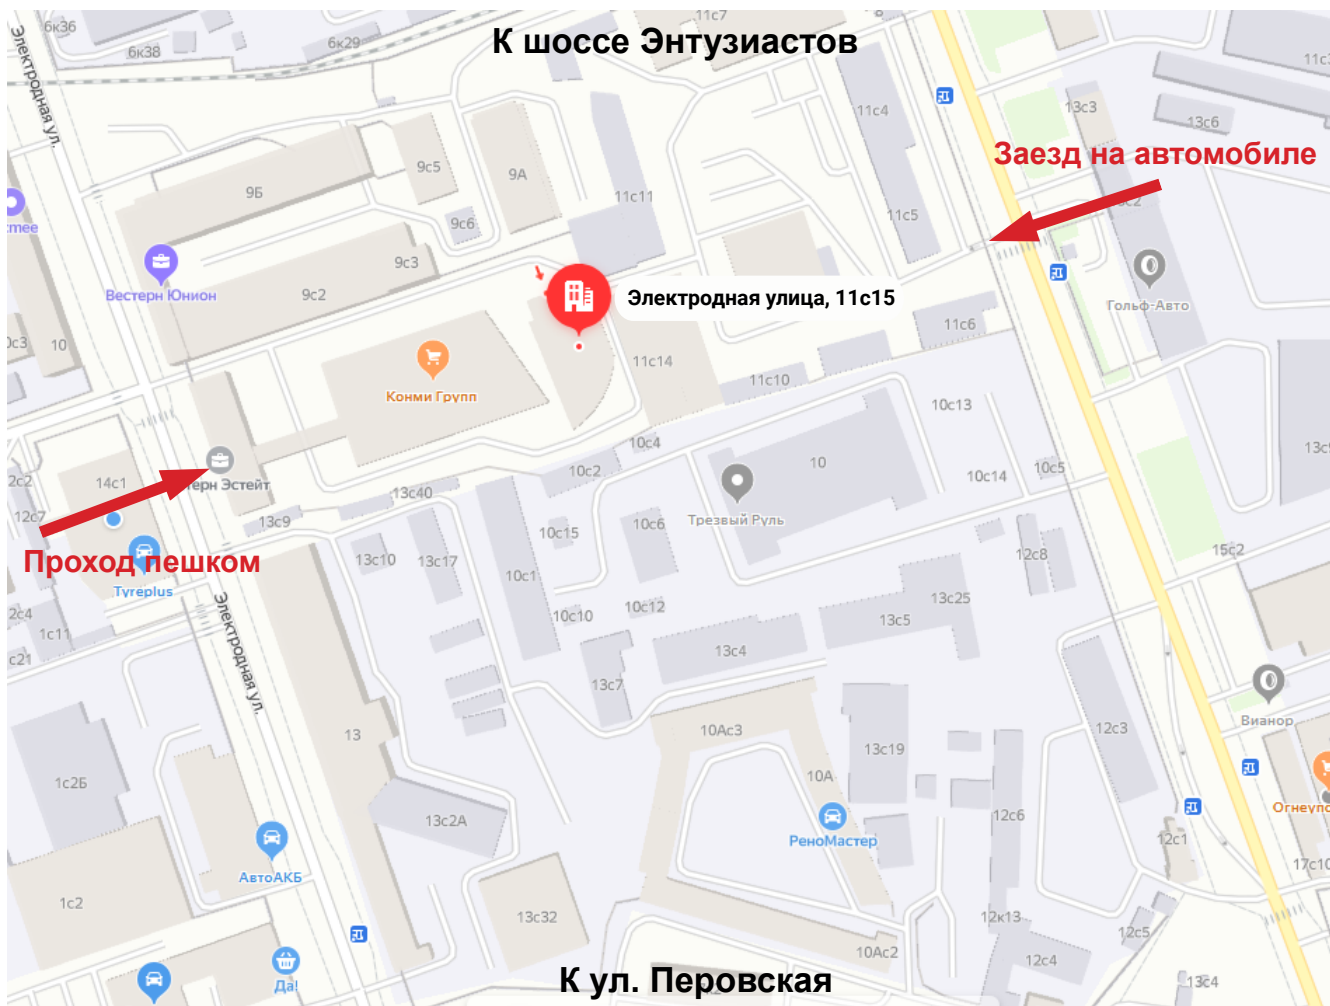 6к36
6к38
6к29
11с7
К шоссе Энтузиастов
Электродная ул.
11с4
13с3
13с6
Заезд на автомобиле
9с5
9А
9Б
11с11
9с6
11с5
9с3
Вестерн Юнион
9с2
Электродная улица, 11с15
Гольф-Авто
11с6
10
11с14
Конми Групп
11с10
10с13
10с4
10с2
10
10с14
10с5
14с1
13с40
12с7
13с9
10с15
10с6
Трезвый Руль
Проход пешком
13с10
13с17
10с1
12с8
15с2
Tyreplus
10с10
10с12
13с25
13с5
1с11
Электродная ул.
13с4
13с7
Вианор
13
10Ас3
13с19
12с3
1с2Б
10А
13с2А
РеноМастер
12с6
12с1
17с10
АвтоАКБ
1с2
13с32
12к13
12с5
10Ас2
12с4
Да!
К ул. Перовская
13с4